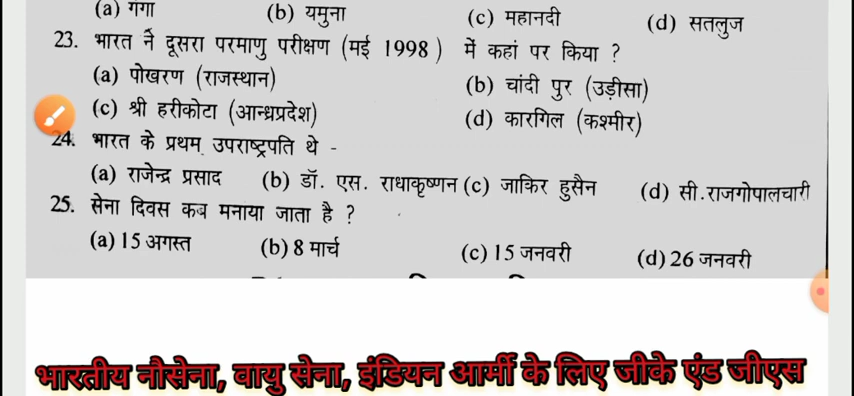 (a) गंगा (b) यमुना (c) महानदी (d) सतलुज
23. भारत ने दूसरा परमाणु परीक्षण (मई 1998) में कहां पर किया ?
(a) पोखरण (राजस्थान) (b) चांदी पुर (उड़ीसा)
(c) श्री हरीकोटा (आन्ध्रप्रदेश) (d) कारगिल (कश्मीर)
24. भारत के प्रथम उपराष्ट्रपति थे -
(a) राजेन्द्र प्रसाद (b) डॉ. एस. राधाकृष्णन (c) जाकिर हुसैन (d) सी.राजगोपालचारी
25. सेना दिवस कब मनाया जाता है ?
(a) 15 अगस्त (b) 8 मार्च (c) 15 जनवरी (d) 26 जनवरी
भारतीय नौसेना, वायु सेना, इंडियन आर्मी के लिए जीके एंड जीएस